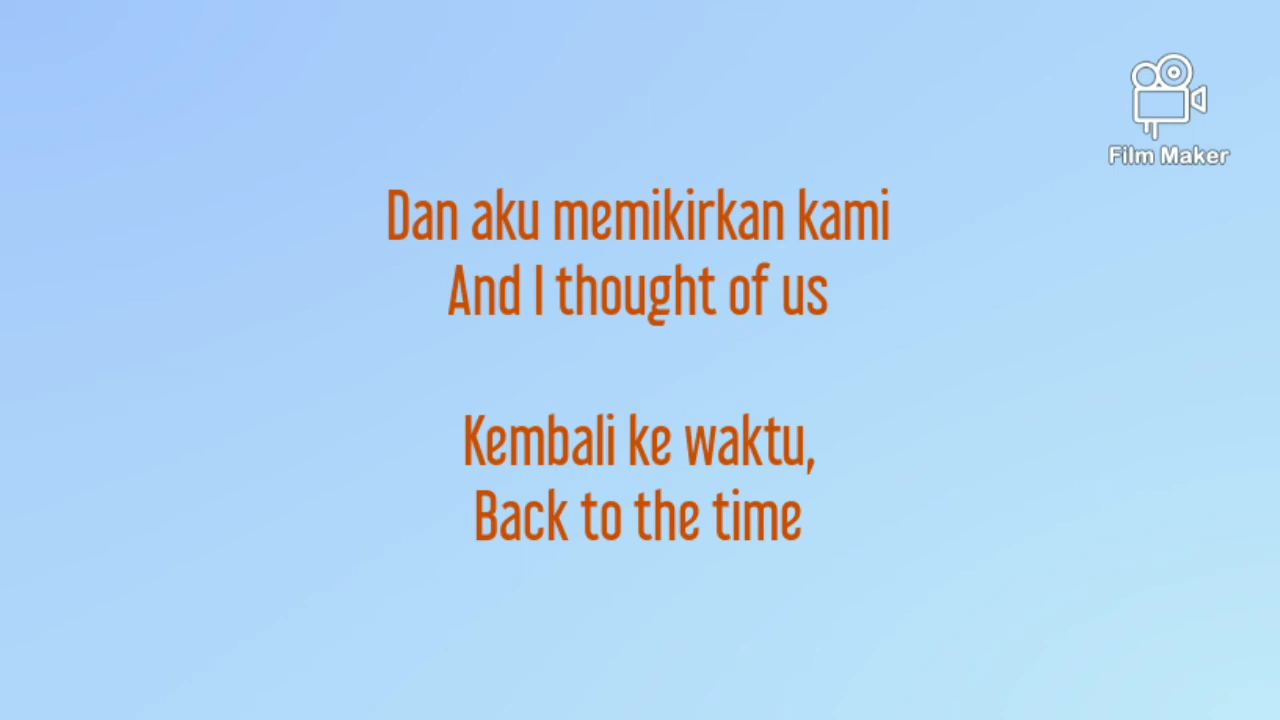 Film Maker
Dan aku memikirkan kami
And I thought of us
Kembali ke waktu,
Back to the time